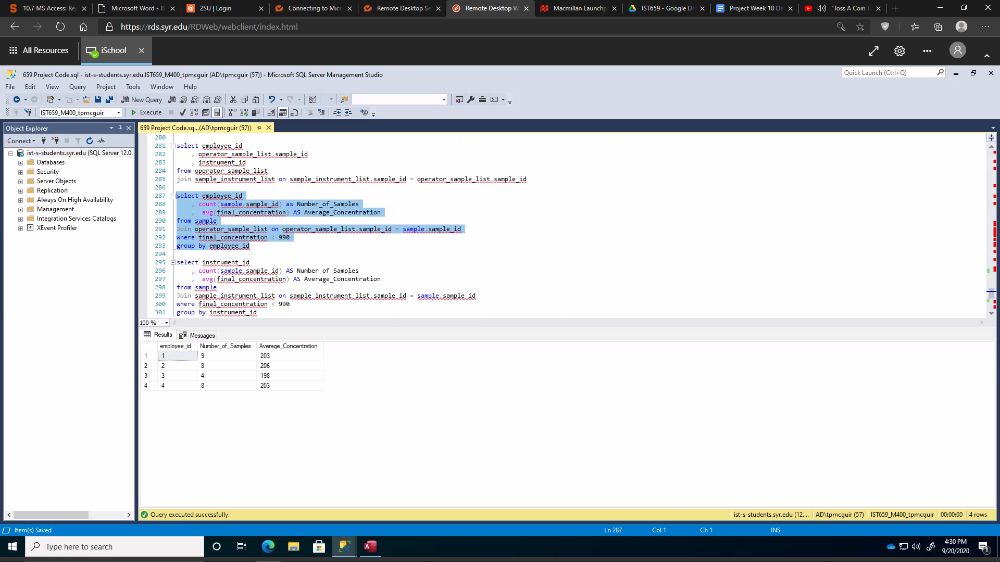 10.7 MS Access: Rep
Microsoft Word - IS
2SU | Login
Connecting to Micr
Remote Desktop Se
Remote Desktop W
Macmillan Launchp
IST659 - Google Dri
Project Week 10 De
"Toss A Coin To
https://rds.syr.edu/RDWeb/webclient/index.html
All Resources
iSchool
659 Project Code.sql - ist-s-students.syr.edu.IST659_M400_tpmcguir (AD\tpmcguir (57)) - Microsoft SQL Server Management Studio
Quick Launch (Ctrl+Q)
File Edit View Query Project Tools Window Help
New Query
IST659_M400_tpmcguir
Execute
Object Explorer
659 Project Code.sq...(AD\tpmcguir (57))
Connect
ist-s-students.syr.edu (SQL Server 12.0.
Databases
Security
Server Objects
Replication
Always On High Availability
Management
Integration Services Catalogs
XEvent Profiler
280
281 select employee_id
282 , operator_sample_list.sample_id
283 , instrument_id
284 from operator_sample_list
285 join sample_instrument_list on sample_instrument_list.sample_id = operator_sample_list.sample_id
286
287 select employee_id
288 , count(sample.sample_id) as Number_of_Samples
289 , avg(final_concentration) AS Average_Concentration
290 from sample
291 Join operator_sample_list on operator_sample_list.sample_id = sample.sample_id
292 where final_concentration < 990
293 group by employee_id
294
295 select instrument_id
296 , count(sample.sample_id) AS Number_of_Samples
297 , avg(final_concentration) AS Average_Concentration
298 from sample
299 Join sample_instrument_list on sample_instrument_list.sample_id = sample.sample_id
300 where final_concentration < 990
301 group by instrument_id
100 %
Results Messages
employee_id Number_of_Samples Average_Concentration
1 1 9 203
2 2 8 206
3 3 4 198
4 4 8 203
Query executed successfully.
ist-s-students.syr.edu (12.... AD\tpmcguir (57) IST659_M400_tpmcguir 00:00:00 4 rows
Item(s) Saved
Ln 287 Col 1 Ch 1 INS
Type here to search
4:30 PM
9/20/2020
1